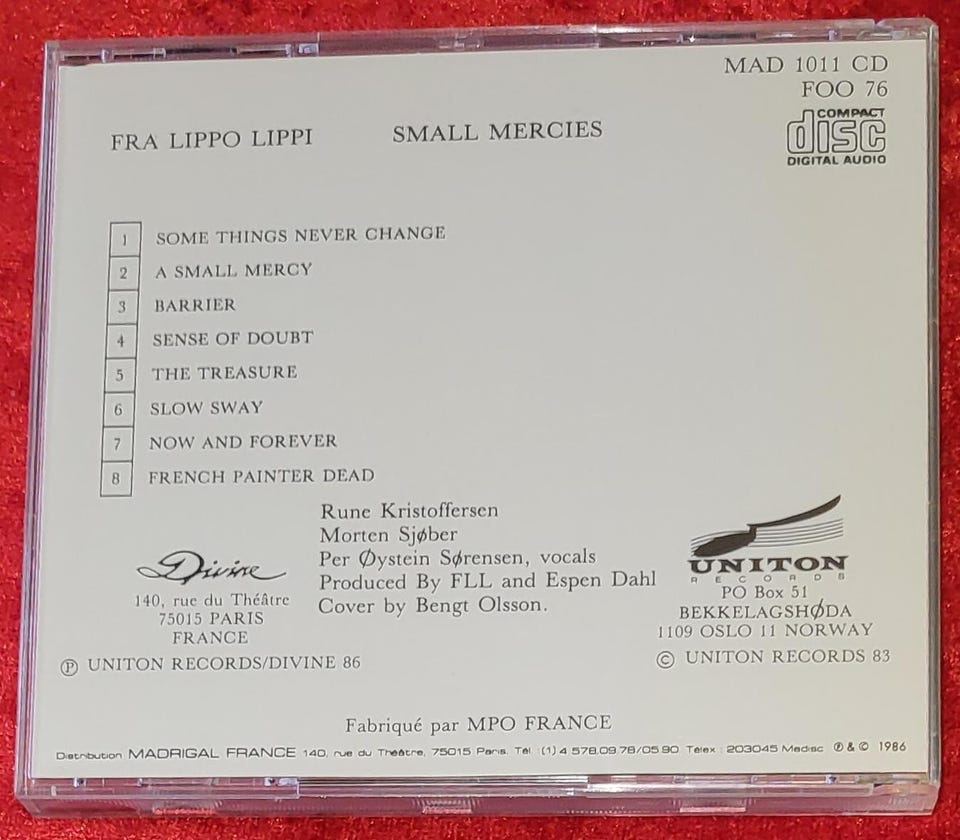 MAD 1011 CD
FOO 76
COMPACT
disc
DIGITAL AUDIO
FRA LIPPO LIPPI SMALL MERCIES
1 SOME THINGS NEVER CHANGE
2 A SMALL MERCY
3 BARRIER
4 SENSE OF DOUBT
5 THE TREASURE
6 SLOW SWAY
7 NOW AND FOREVER
8 FRENCH PAINTER DEAD
Rune Kristoffersen
Morten Sjøber
Per Øystein Sørensen, vocals
Produced By FLL and Espen Dahl
Cover by Bengt Olsson.
Divine
140, rue du Théâtre
75015 PARIS
FRANCE
℗ UNITON RECORDS/DIVINE 86
UNITON
RECORDS
PO Box 51
BEKKELAGSHØDA
1109 OSLO 11 NORWAY
© UNITON RECORDS 83
Fabriqué par MPO FRANCE
Distribution MADRIGAL FRANCE 140, rue du Théâtre, 75015 Paris. Tél (1) 4 578.09.78/05.90 Télex : 203045 Medisc ℗ & © 1986